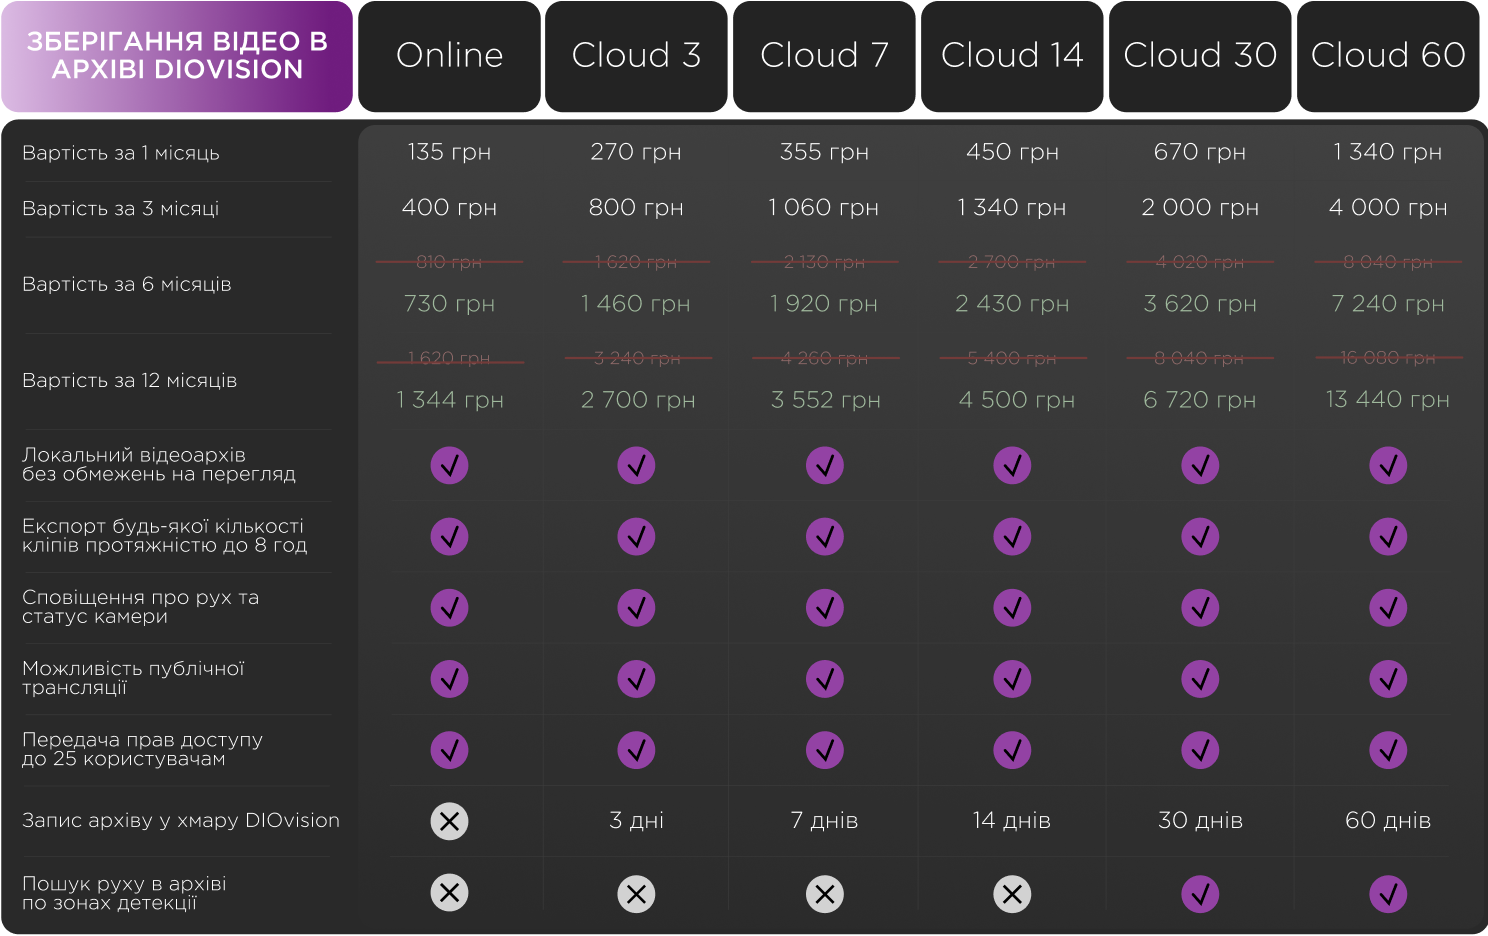 ЗБЕРІГАННЯ ВІДЕО В
АРХІВІ DIOVISION
Online
Cloud 3
Cloud 7
Cloud 14
Cloud 30
Cloud 60
Вартість за 1 місяць
135 грн
270 грн
355 грн
450 грн
670 грн
1 340 грн
Вартість за 3 місяці
400 грн
800 грн
1 060 грн
1 340 грн
2 000 грн
4 000 грн
Вартість за 6 місяців
810 грн
1 620 грн
2 130 грн
2 700 грн
4 020 грн
8 040 грн
730 грн
1 460 грн
1 920 грн
2 430 грн
3 620 грн
7 240 грн
Вартість за 12 місяців
1 620 грн
3 240 грн
4 260 грн
5 400 грн
8 040 грн
16 080 грн
1 344 грн
2 700 грн
3 552 грн
4 500 грн
6 720 грн
13 440 грн
Локальний відеоархів
без обмежень на перегляд
Експорт будь-якої кількості
кліпів протяжністю до 8 год
Сповіщення про рух та
статус камери
Можливість публічної
трансляції
Передача прав доступу
до 25 користувачам
Запис архіву у хмару DIOvision
3 дні
7 днів
14 днів
30 днів
60 днів
Пошук руху в архіві
по зонах детекції